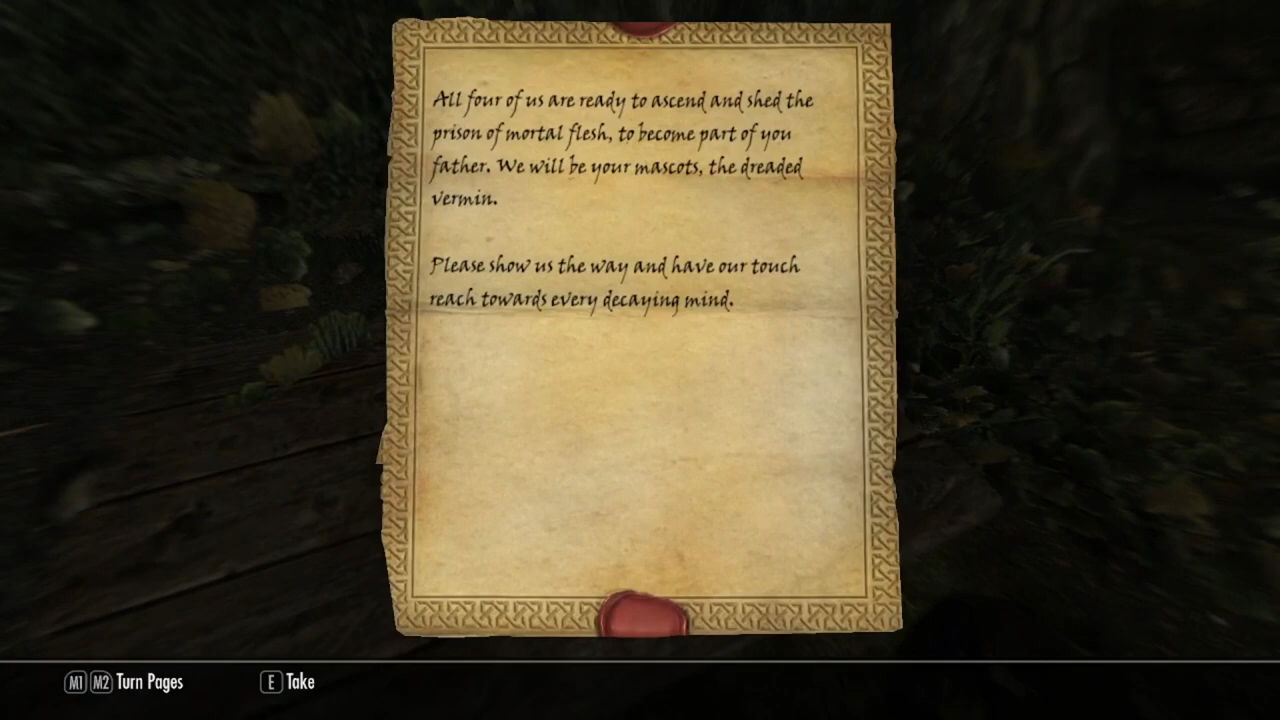 All four of us are ready to ascend and shed the
prison of mortal flesh, to become part of you
father. We will be your mascots, the dreaded
vermin.
Please show us the way and have our touch
reach towards every decaying mind.
M1 M2 Turn Pages
E Take